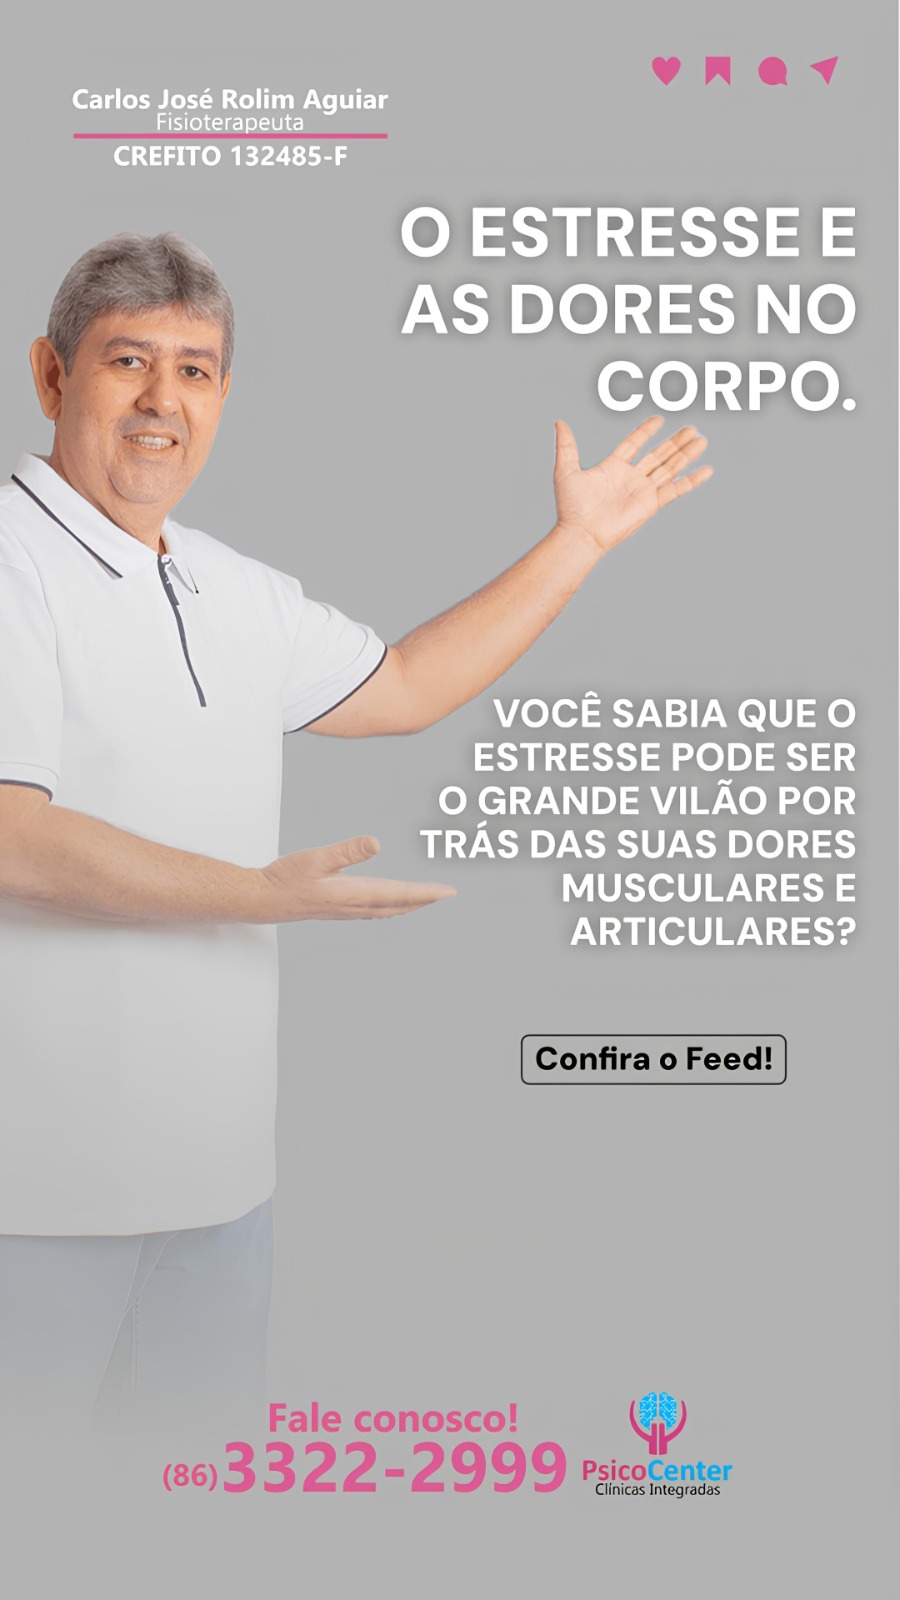 Carlos José Rolim Aguiar
Fisioterapeuta
CREFITO 132485-F
O ESTRESSE E
AS DORES NO
CORPO.
VOCÊ SABIA QUE O
ESTRESSE PODE SER
O GRANDE VILÃO POR
TRÁS DAS SUAS DORES
MUSCULARES E
ARTICULARES?
Confira o Feed!
Fale conosco!
(86) 3322-2999
PsicoCenter
Clínicas Integradas